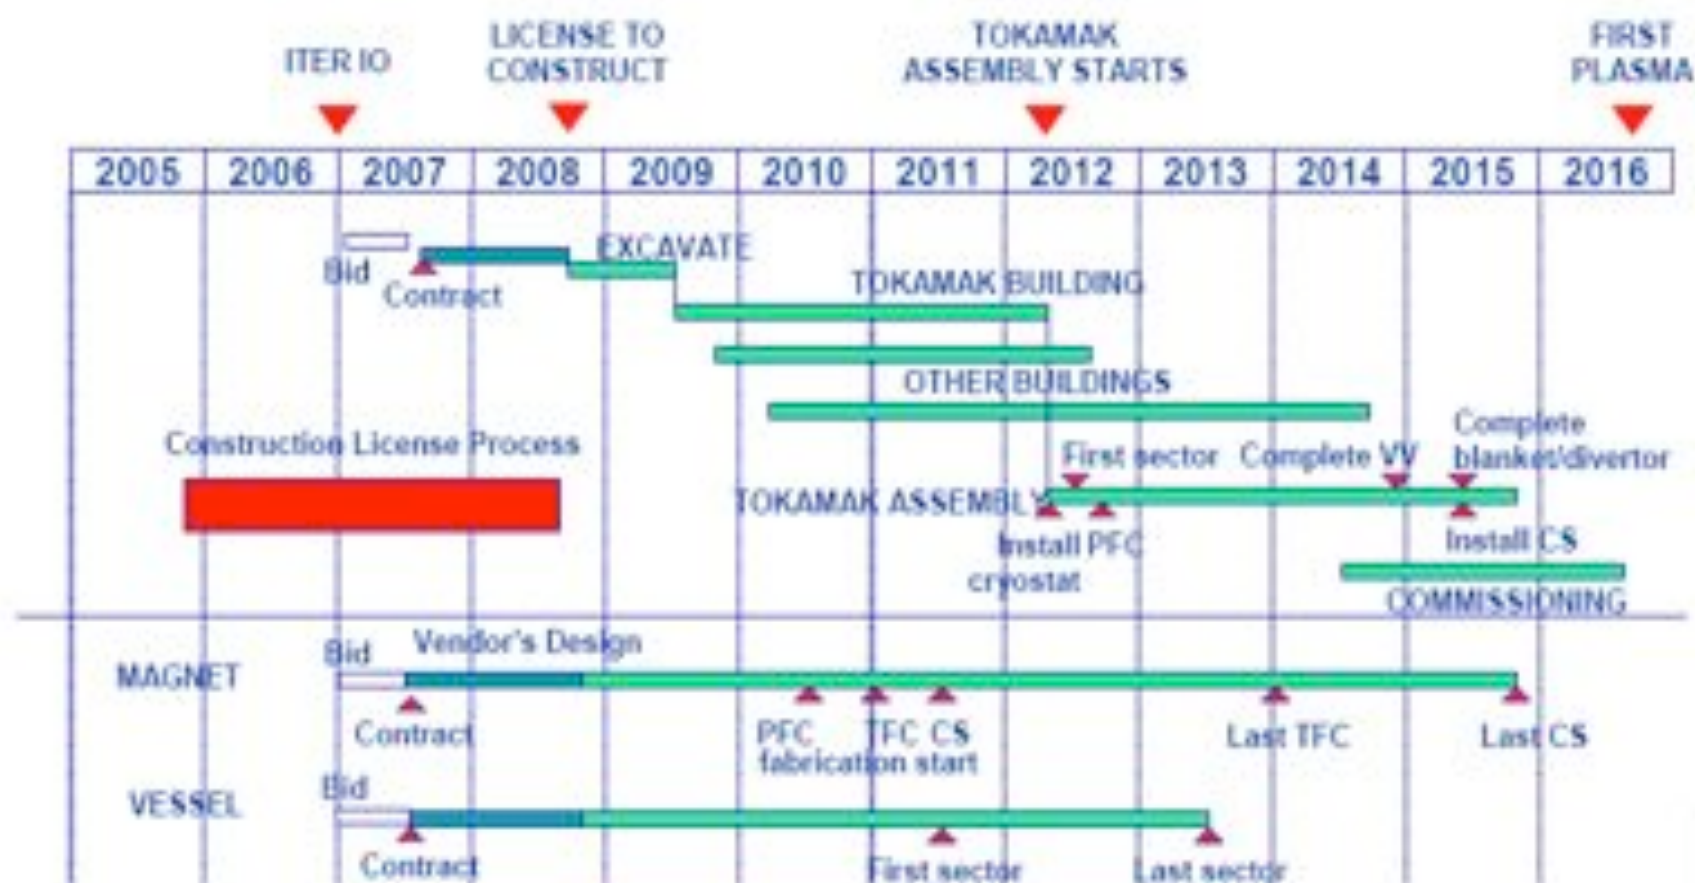 ITER IO
LICENSE TO
CONSTRUCT
TOKAMAK
ASSEMBLY STARTS
FIRST
PLASMA
2005 2006 2007 2008 2009 2010 2011 2012 2013 2014 2015 2016
EXCAVATE
Bid
Contract
TOKAMAK BUILDING
OTHER BUILDINGS
Construction License Process
Complete
blanket/divertor
First sector
Complete VV
TOKAMAK ASSEMBLY
Install PFC
cryostat
Install CS
COMMISSIONING
Bid
Vendor's Design
MAGNET
Contract
PFC TFC CS
fabrication start
Last TFC
Last CS
Bid
VESSEL
Contract
First sector
Last sector